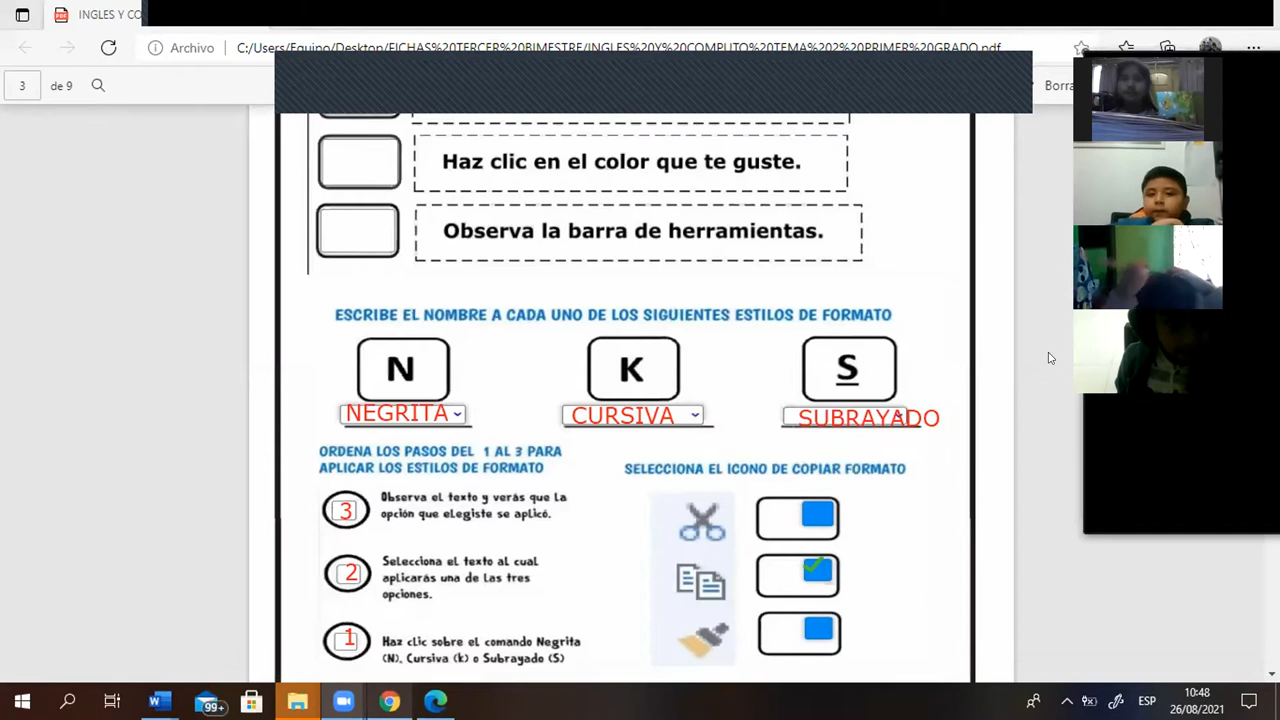 INGLES Y CO
Archivo
C:/Users/Equipo/Desktop/FICHAS%20TERCER%20BIMESTRE/INGLES%20Y%20COMPUTO%20TEMA%202%20PRIMER%20GRADO.pdf
3 de 9
Borra
Haz clic en el color que te guste.
Observa la barra de herramientas.
ESCRIBE EL NOMBRE A CADA UNO DE LOS SIGUIENTES ESTILOS DE FORMATO
N K S
NEGRITA CURSIVA SUBRAYADO
ORDENA LOS PASOS DEL 1 AL 3 PARA
APLICAR LOS ESTILOS DE FORMATO
SELECCIONA EL ICONO DE COPIAR FORMATO
3 Observa el texto y verás que la
opción que elegiste se aplicó.
2 Selecciona el texto al cual
aplicarás una de las tres
opciones.
1 Haz clic sobre el comando Negrita
(N), Cursiva (k) o Subrayado (S)
99+
ESP
10:48
26/08/2021